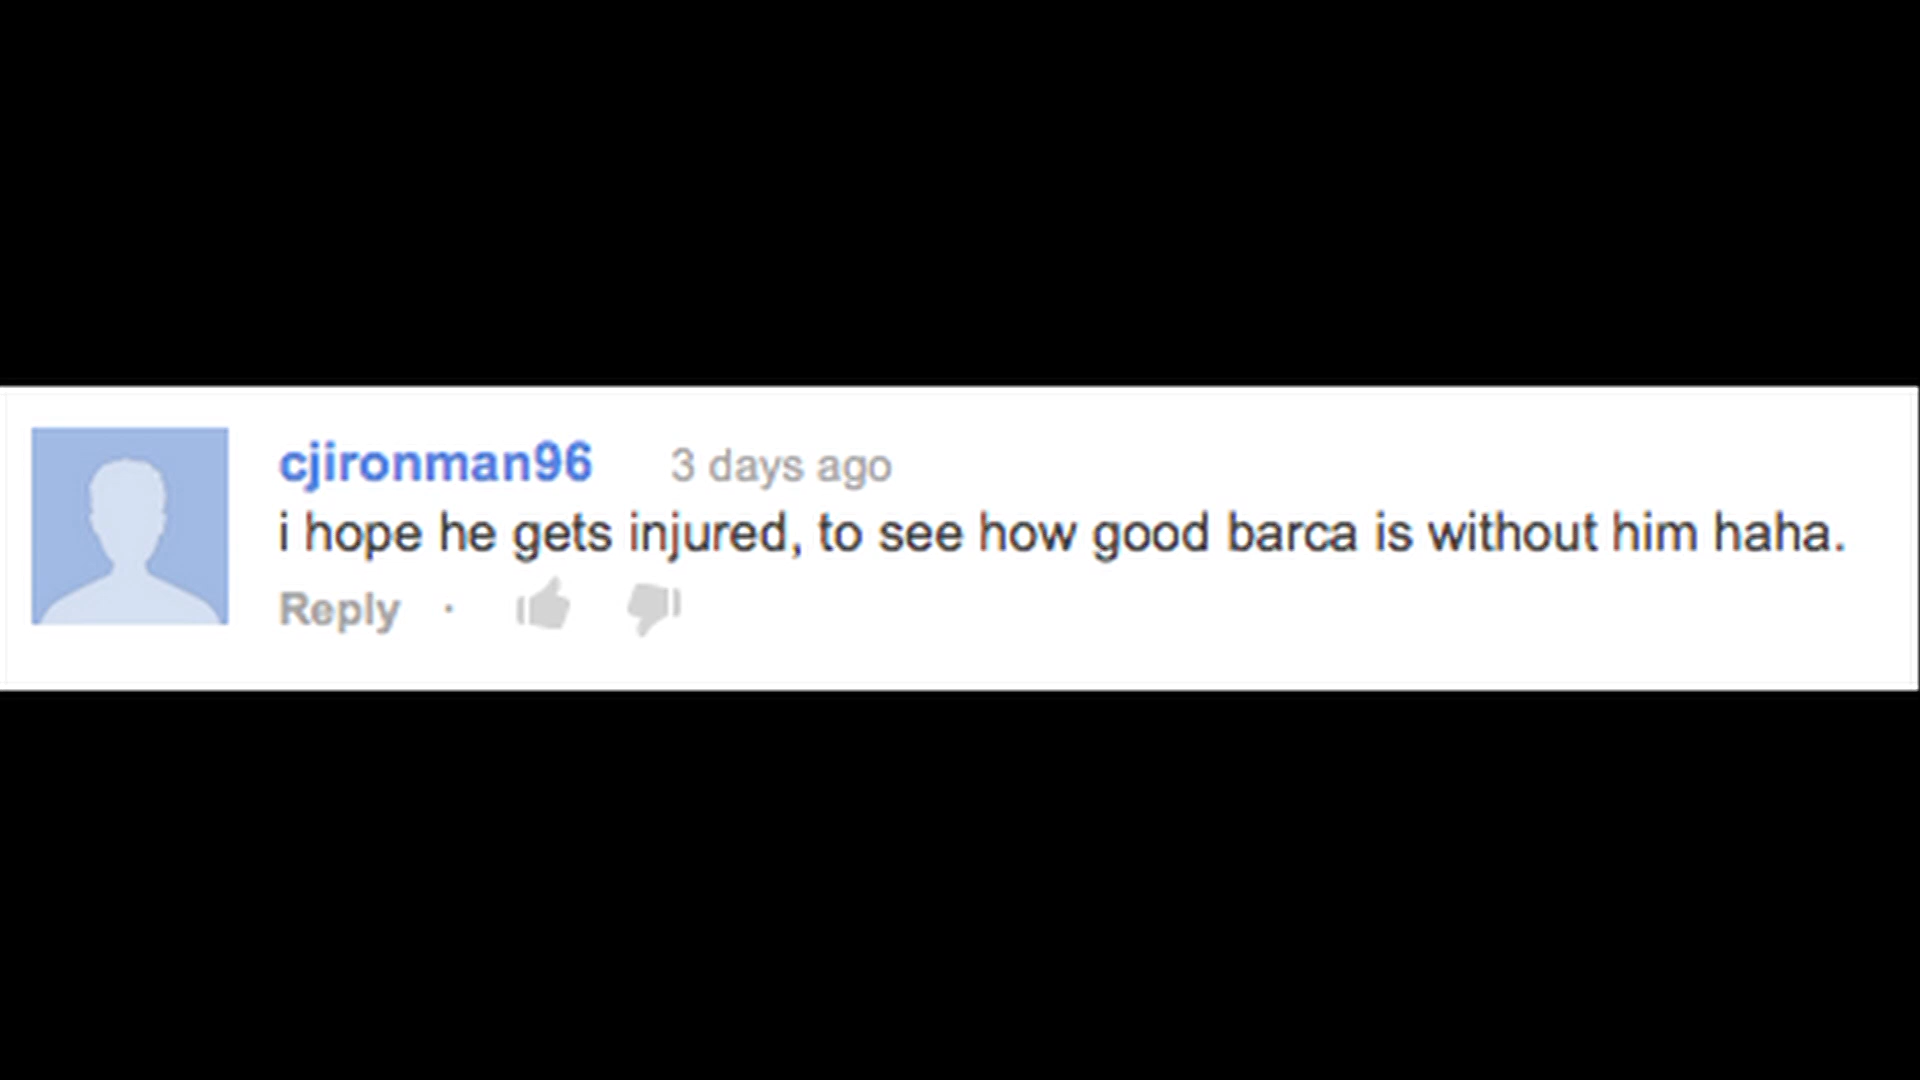 cjironman96 3 days ago
i hope he gets injured, to see how good barca is without him haha.
Reply ·